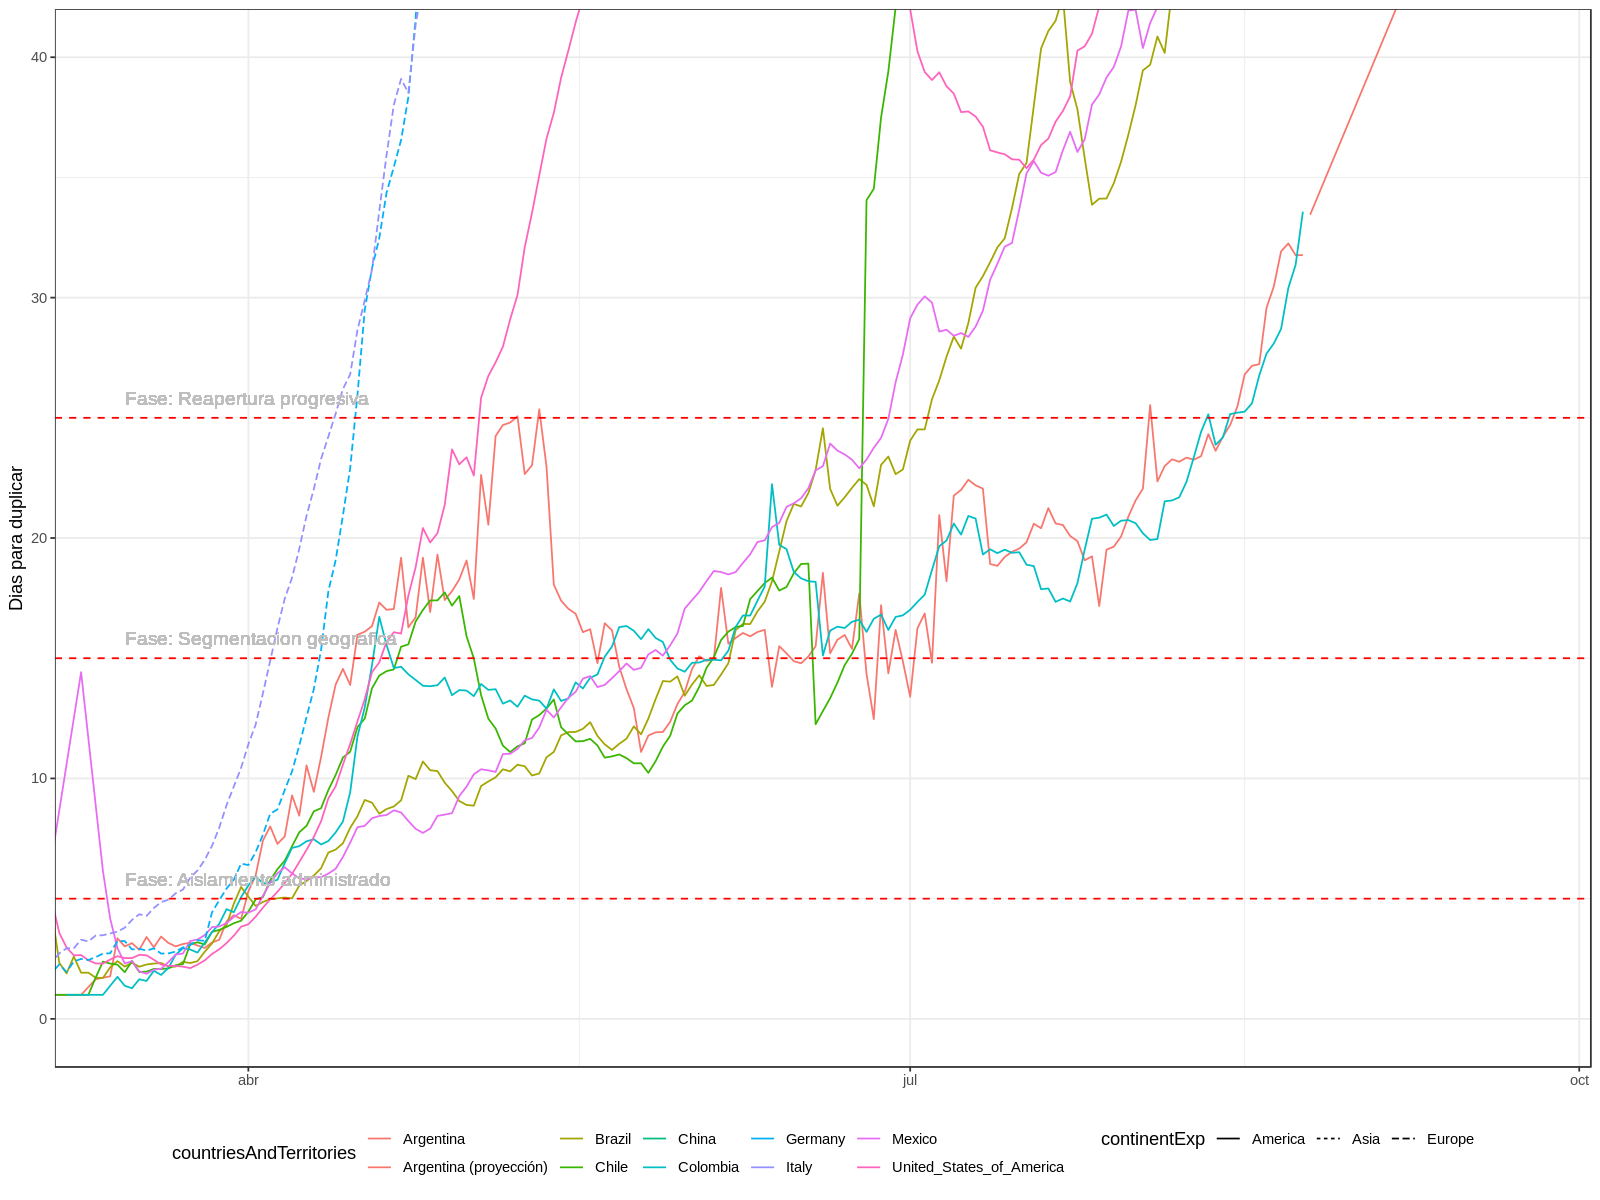 40
30
20
10
0
Dias para duplicar
Fase: Reapertura progresiva
Fase: Segmentacion geografica
Fase: Aislamiento administrado
abr
jul
oct
countriesAndTerritories
Argentina
Brazil
China
Germany
Mexico
Argentina (proyección)
Chile
Colombia
Italy
United_States_of_America
continentExp
America
Asia
Europe